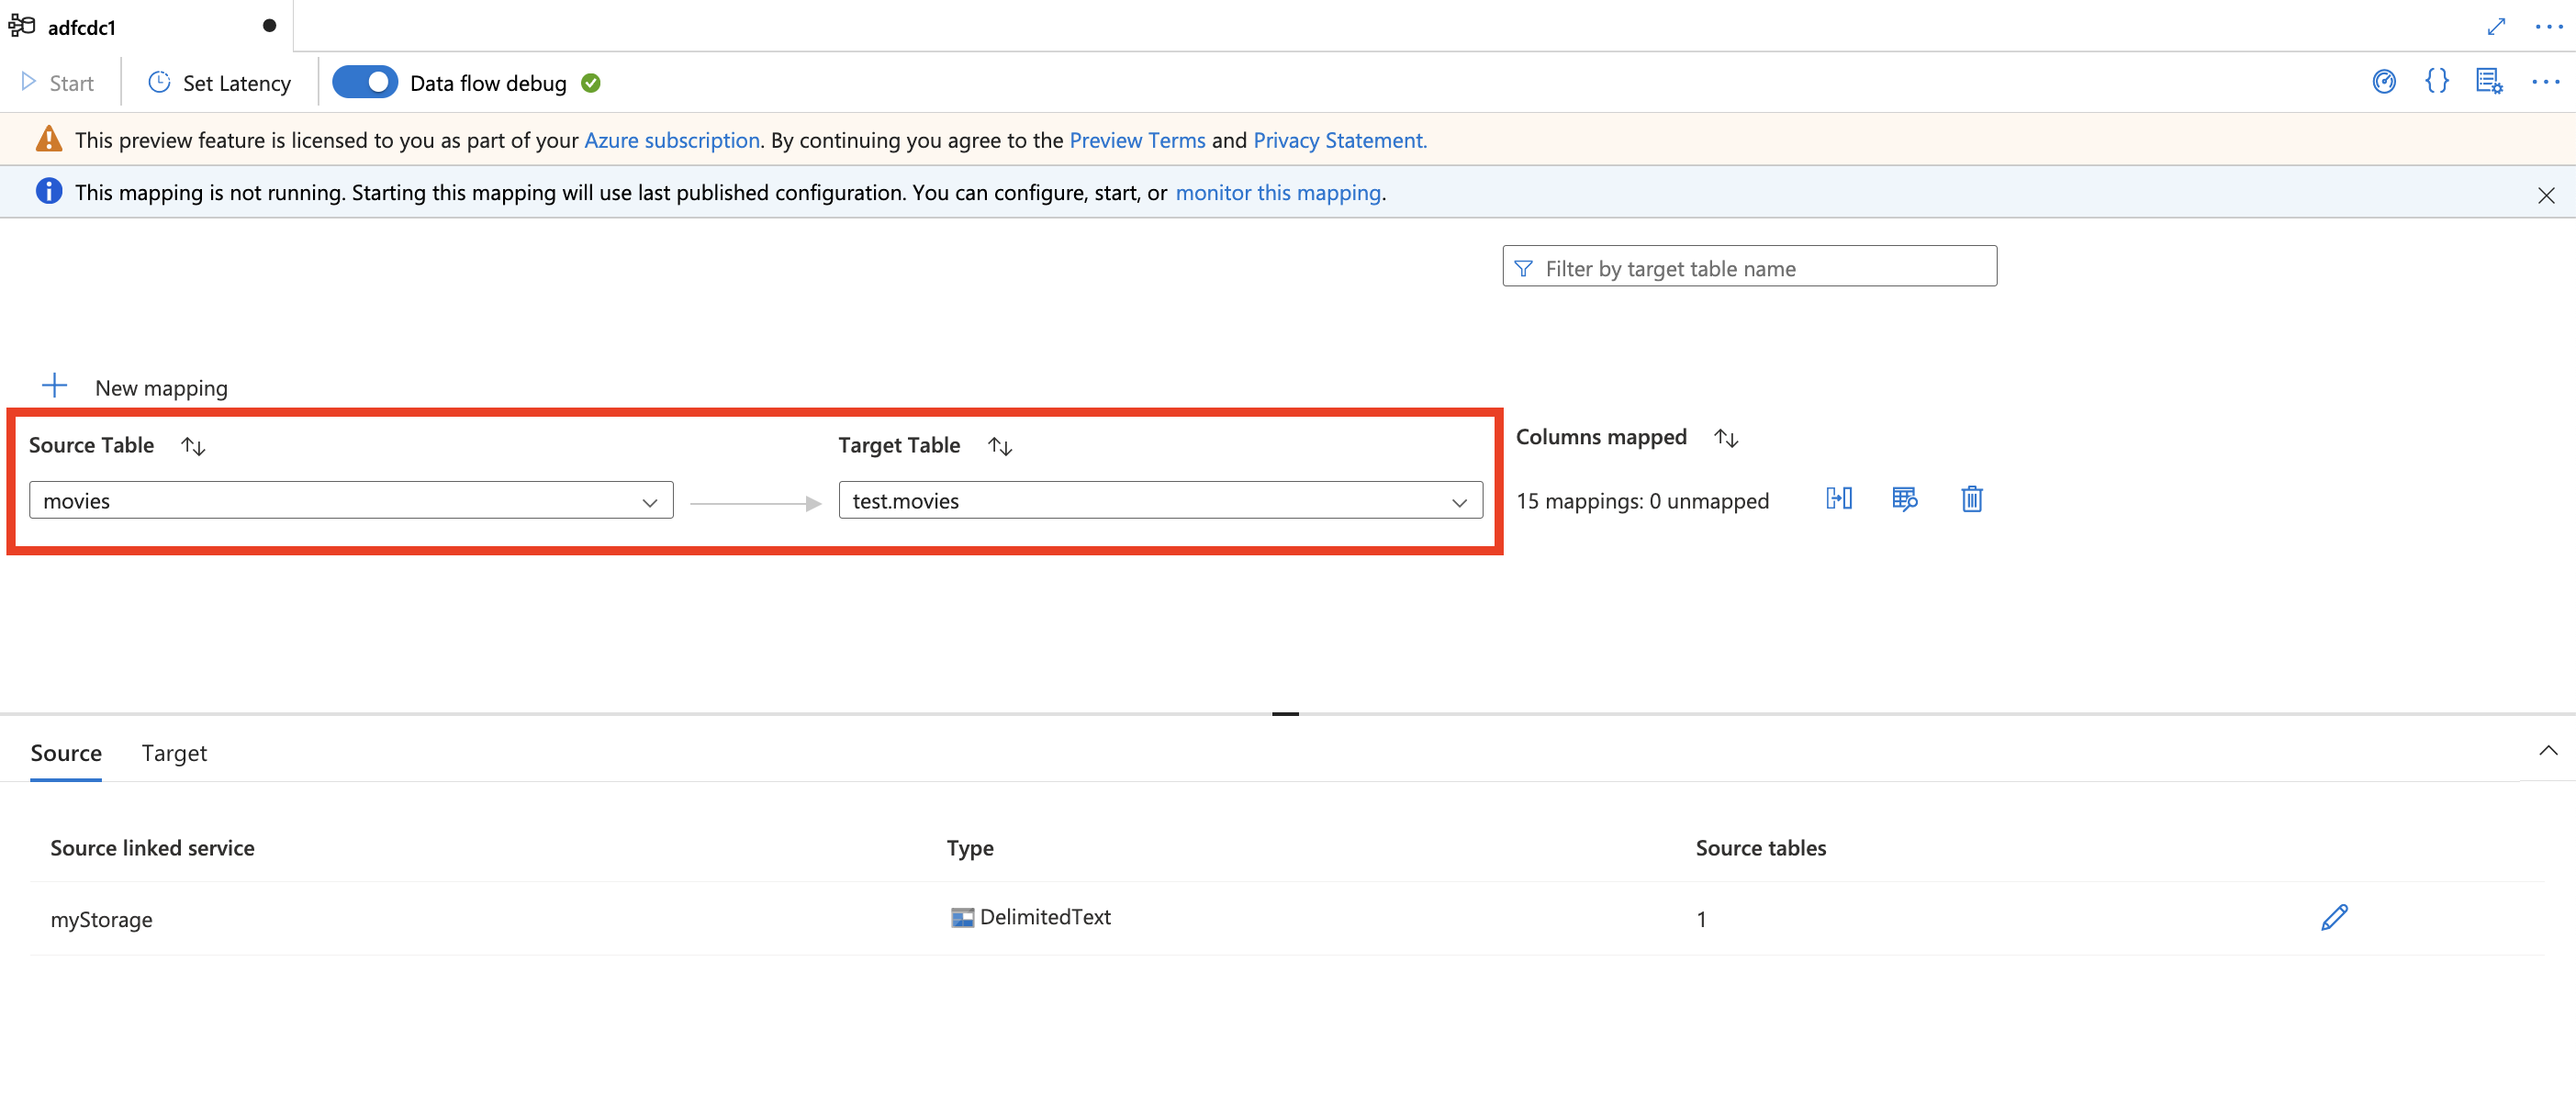 adfcdc1
Start
Set Latency
Data flow debug
This preview feature is licensed to you as part of your Azure subscription. By continuing you agree to the Preview Terms and Privacy Statement.
This mapping is not running. Starting this mapping will use last published configuration. You can configure, start, or monitor this mapping.
Filter by target table name
New mapping
Source Table
Target Table
Columns mapped
movies
test.movies
15 mappings: 0 unmapped
Source
Target
Source linked service
Type
Source tables
myStorage
DelimitedText
1